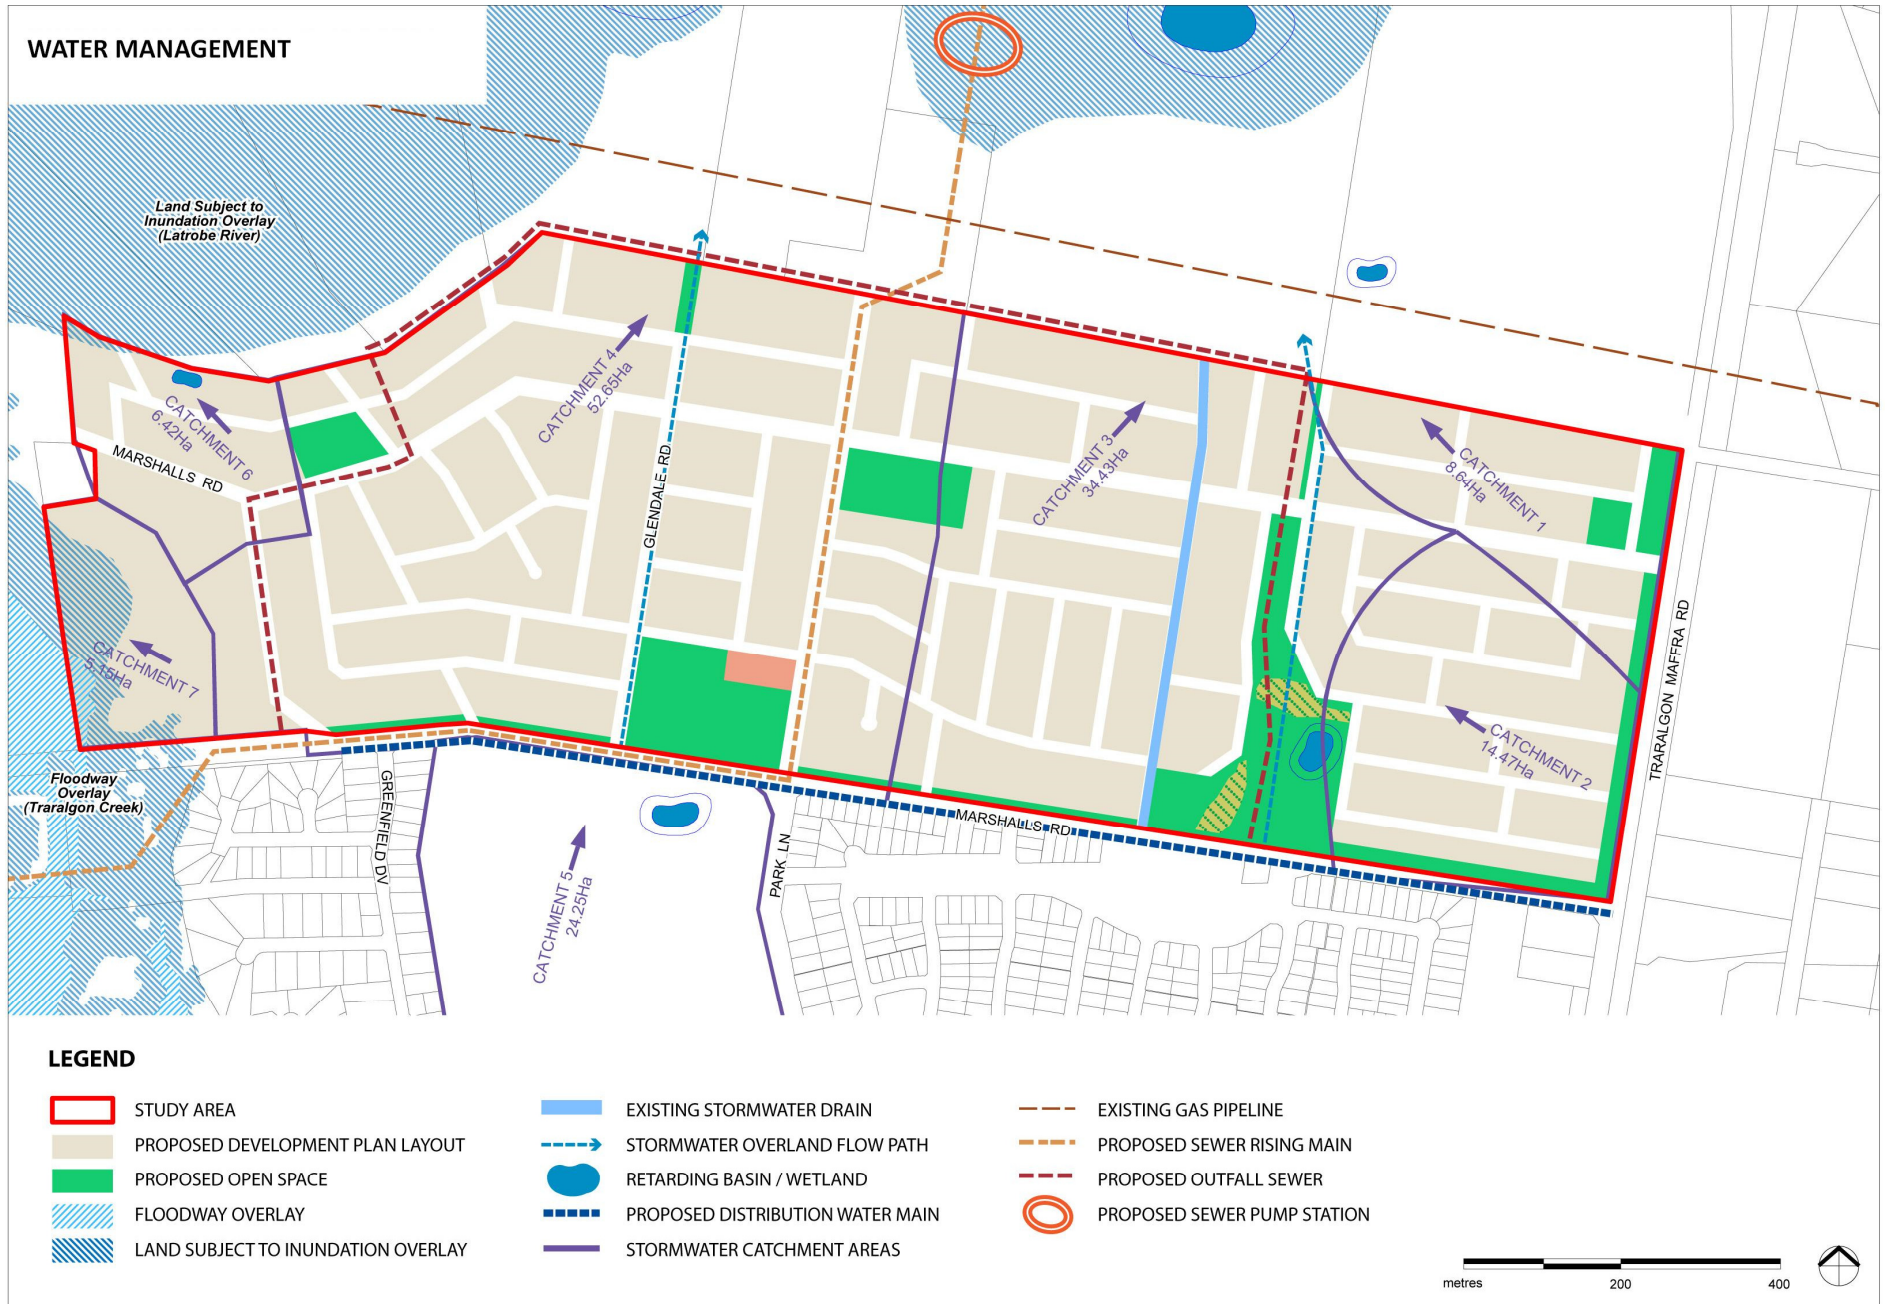 WATER MANAGEMENT
Land Subject to
Inundation Overlay
(Latrobe River)
CATCHMENT 4
52.65Ha
CATCHMENT 6
6.42Ha
MARSHALLS RD
GLENDALE RD
CATCHMENT 3
34.43Ha
CATCHMENT 1
8.64Ha
CATCHMENT 7
5.15Ha
TRARALGON MAFFRA RD
CATCHMENT 2
14.47Ha
Floodway
Overlay
(Traralgon Creek)
GREENFIELD DV
MARSHALLS RD
PARK LN
CATCHMENT 5
24.25Ha
LEGEND
STUDY AREA
PROPOSED DEVELOPMENT PLAN LAYOUT
PROPOSED OPEN SPACE
FLOODWAY OVERLAY
LAND SUBJECT TO INUNDATION OVERLAY
EXISTING STORMWATER DRAIN
STORMWATER OVERLAND FLOW PATH
RETARDING BASIN / WETLAND
PROPOSED DISTRIBUTION WATER MAIN
STORMWATER CATCHMENT AREAS
EXISTING GAS PIPELINE
PROPOSED SEWER RISING MAIN
PROPOSED OUTFALL SEWER
PROPOSED SEWER PUMP STATION
metres 200 400